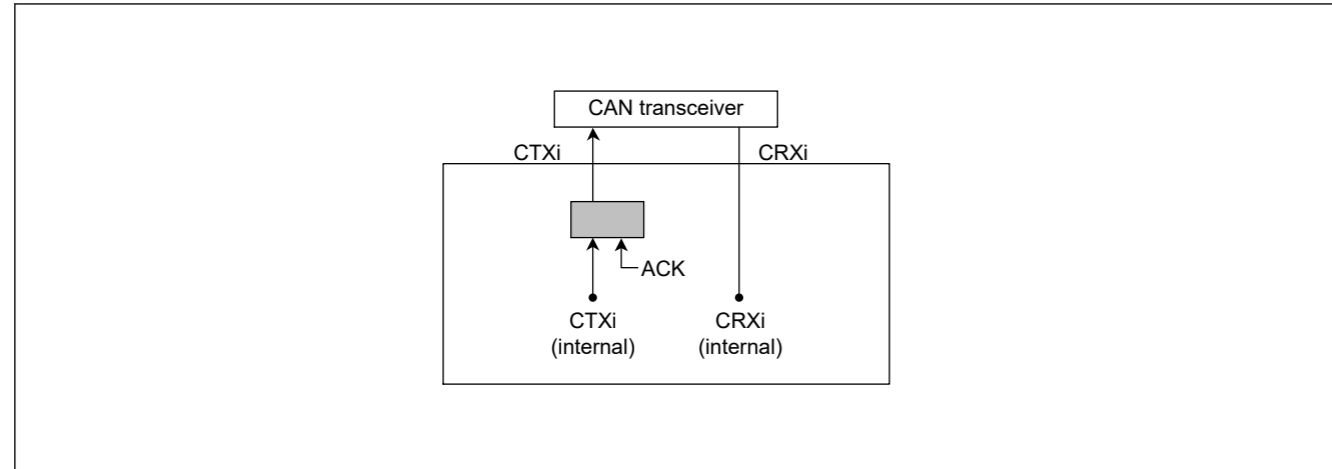 CAN transceiver
CTXi
CRXi
ACK
CTXi
(internal)
CRXi
(internal)